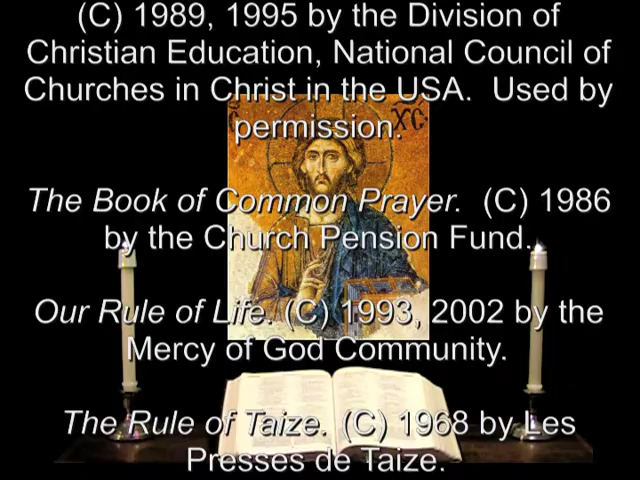 (C) 1989, 1995 by the Division of
Christian Education, National Council of
Churches in Christ in the USA.  Used by
permission.
The Book of Common Prayer.  (C) 1986
by the Church Pension Fund.
Our Rule of Life. (C) 1993, 2002 by the
Mercy of God Community.
The Rule of Taize. (C) 1968 by Les
Presses de Taize.